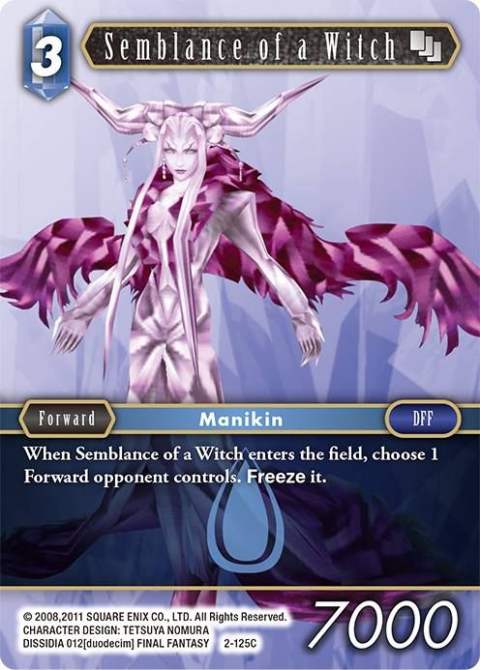 3
Semblance of a Witch
Forward
Manikin
DFF
When Semblance of a Witch enters the field, choose 1
Forward opponent controls. Freeze it.
© 2008,2011 SQUARE ENIX CO., LTD. All Rights Reserved.
CHARACTER DESIGN: TETSUYA NOMURA
DISSIDIA 012[duodecim] FINAL FANTASY
2-125C
7000